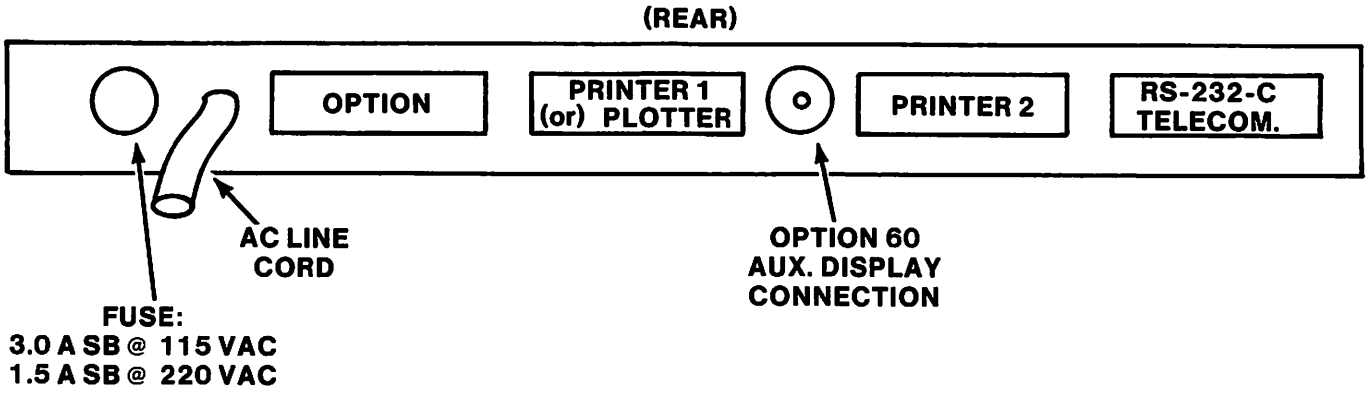 (REAR)
OPTION
PRINTER 1
(or) PLOTTER
PRINTER 2
RS-232-C
TELECOM.
AC LINE
CORD
OPTION 60
AUX. DISPLAY
CONNECTION
FUSE:
3.0 A SB @ 115 VAC
1.5 A SB @ 220 VAC